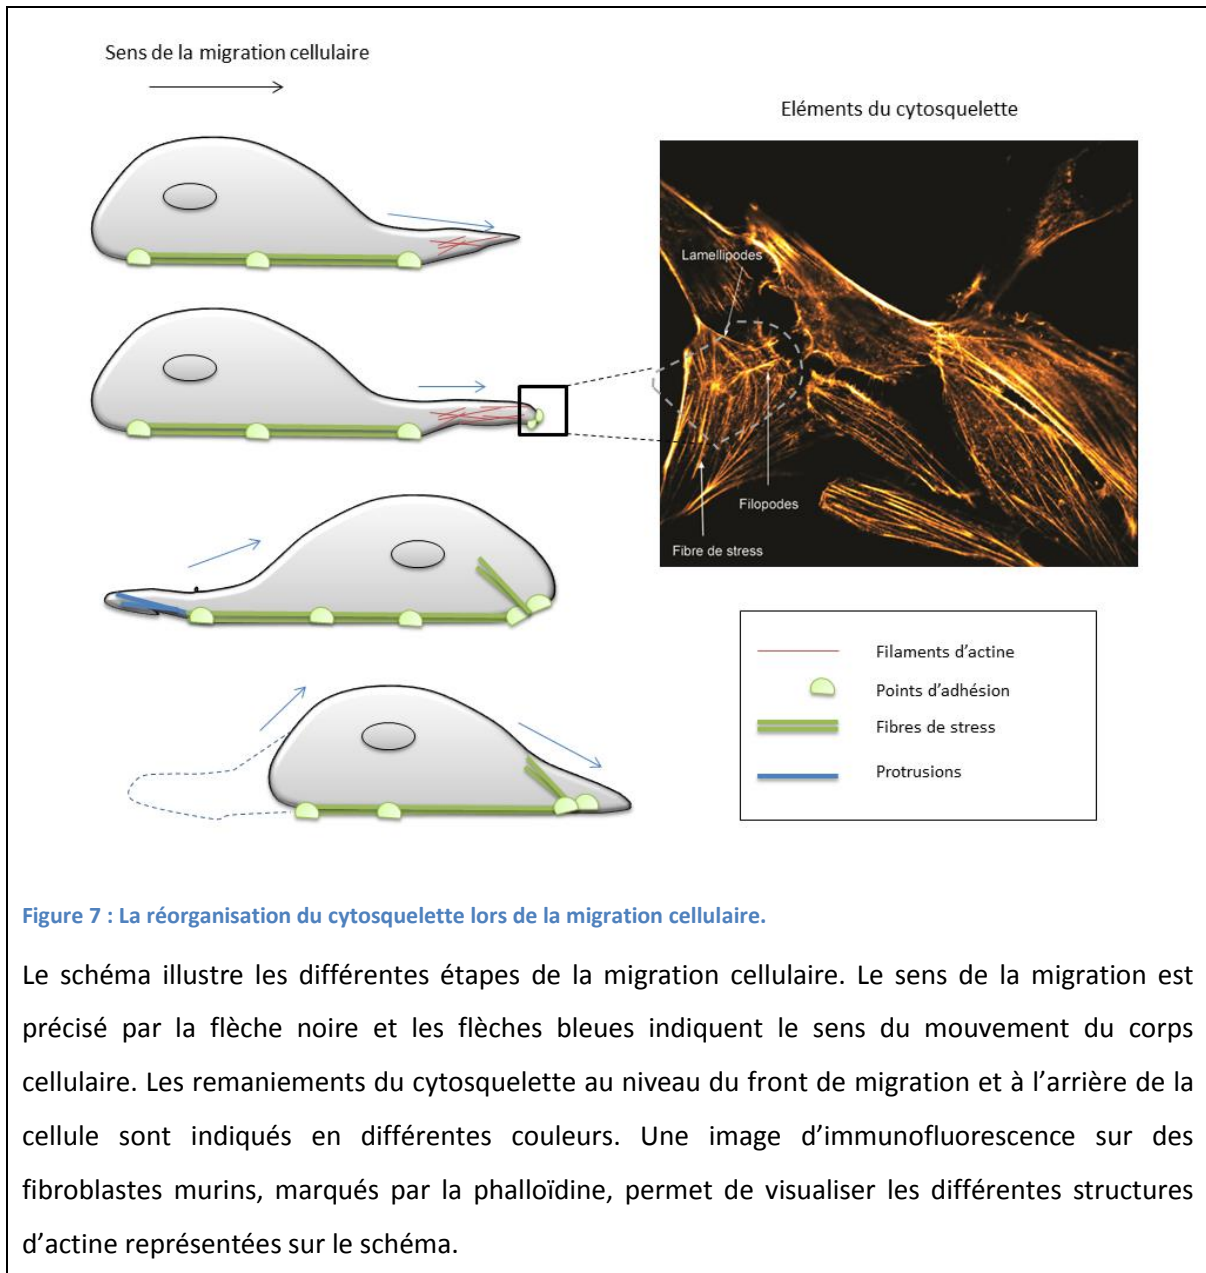 Sens de la migration cellulaire
Eléments du cytosquelette
Lamellipodes
Filopodes
Fibre de stress
Filaments d'actine
Points d'adhésion
Fibres de stress
Protrusions
Figure 7 : La réorganisation du cytosquelette lors de la migration cellulaire.
Le schéma illustre les différentes étapes de la migration cellulaire. Le sens de la migration est
précisé par la flèche noire et les flèches bleues indiquent le sens du mouvement du corps
cellulaire. Les remaniements du cytosquelette au niveau du front de migration et à l’arrière de la
cellule sont indiqués en différentes couleurs. Une image d’immunofluorescence sur des
fibroblastes murins, marqués par la phalloïdine, permet de visualiser les différentes structures
d’actine représentées sur le schéma.